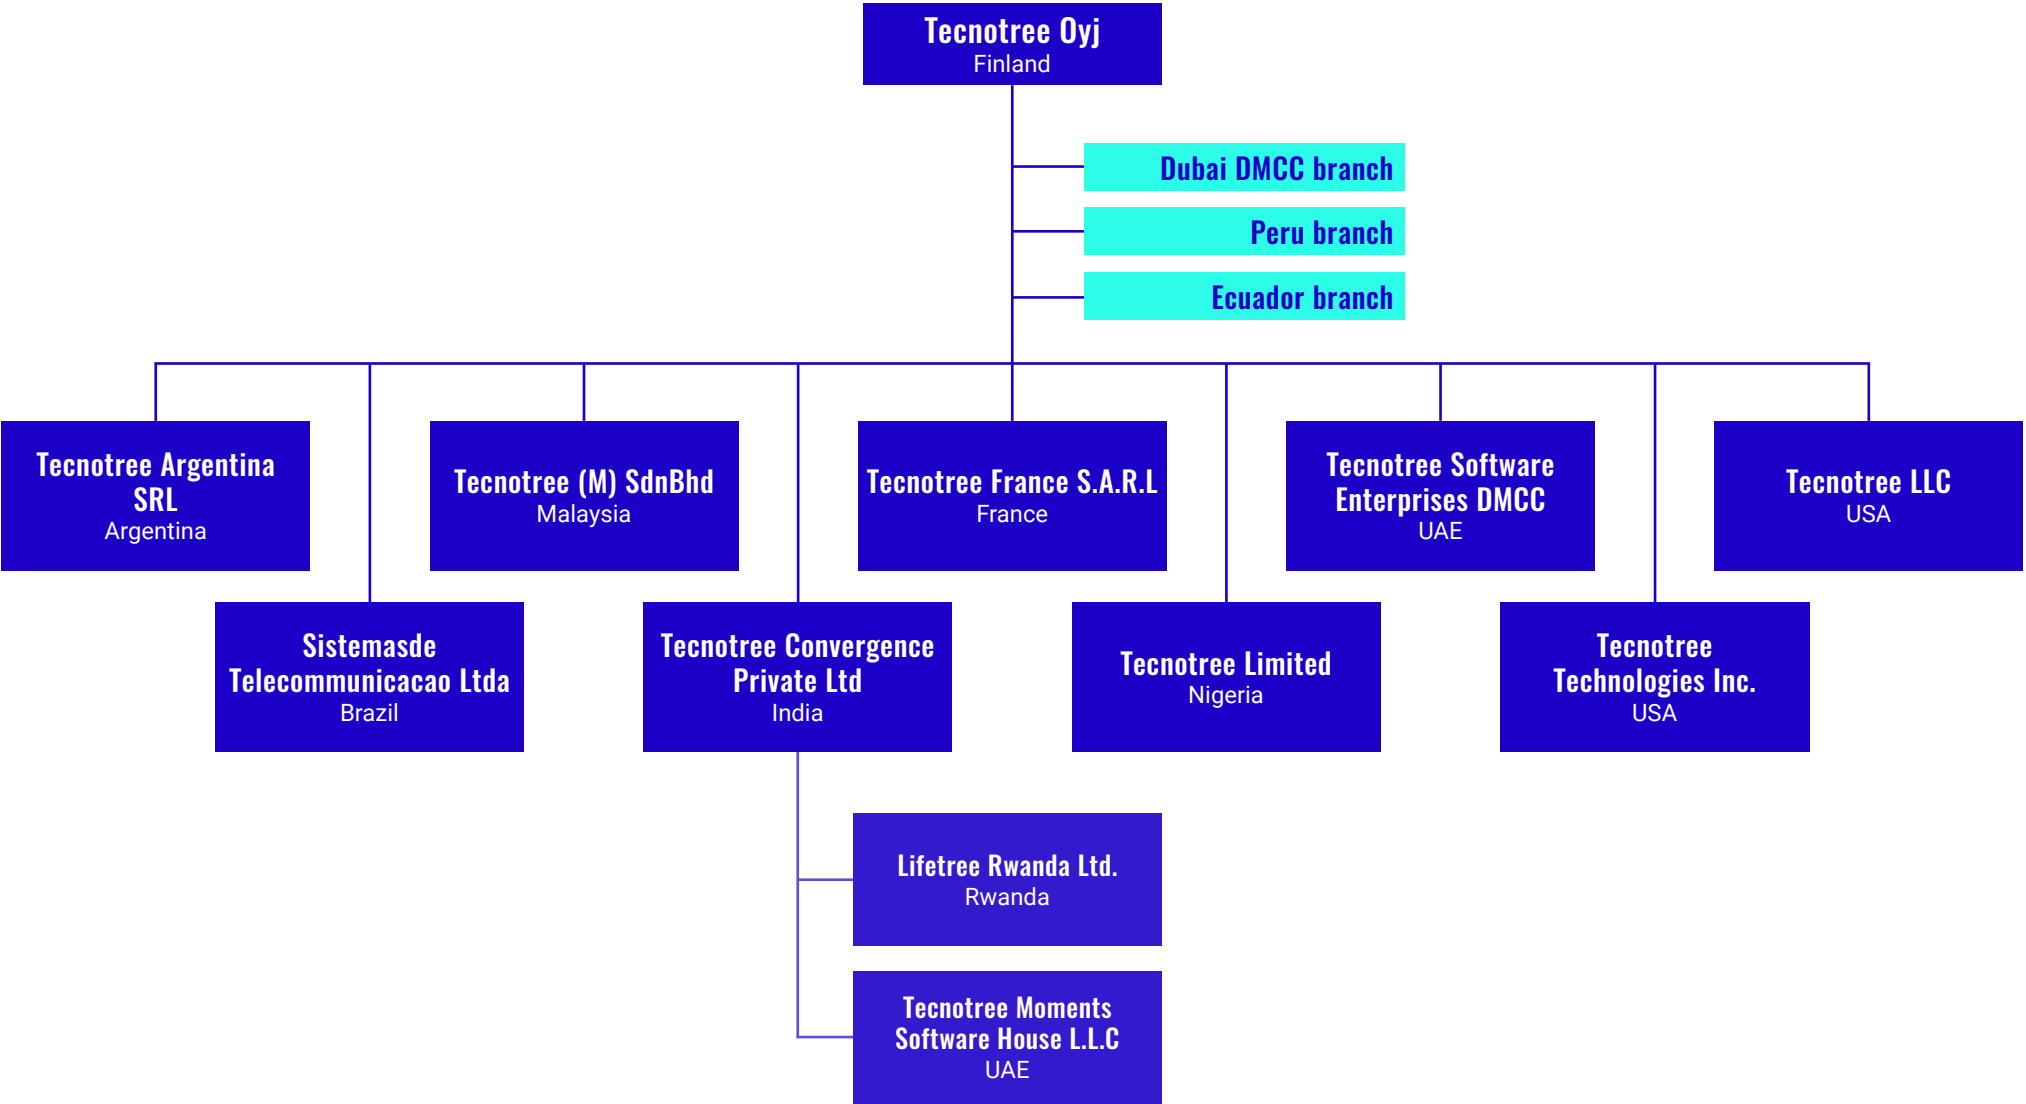 Tecnotree Oyj
Finland
Dubai DMCC branch
Peru branch
Ecuador branch
Tecnotree Argentina
SRL
Argentina
Tecnotree (M) SdnBhd
Malaysia
Tecnotree France S.A.R.L
France
Tecnotree Software
Enterprises DMCC
UAE
Tecnotree LLC
USA
Sistemasde
Telecommunicacao Ltda
Brazil
Tecnotree Convergence
Private Ltd
India
Tecnotree Limited
Nigeria
Tecnotree
Technologies Inc.
USA
Lifetree Rwanda Ltd.
Rwanda
Tecnotree Moments
Software House L.L.C
UAE